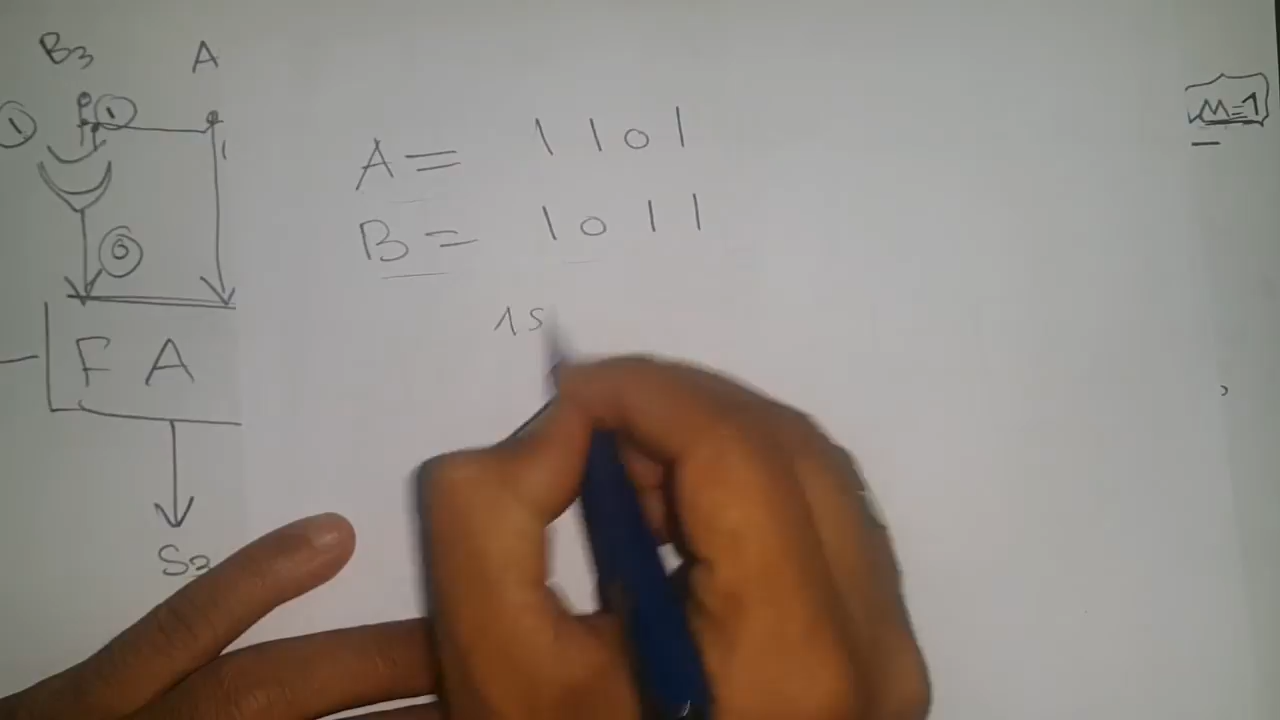 B3 A
M=1
1 1
1
A = 1101
B = 1011
0
1s
FA
S3